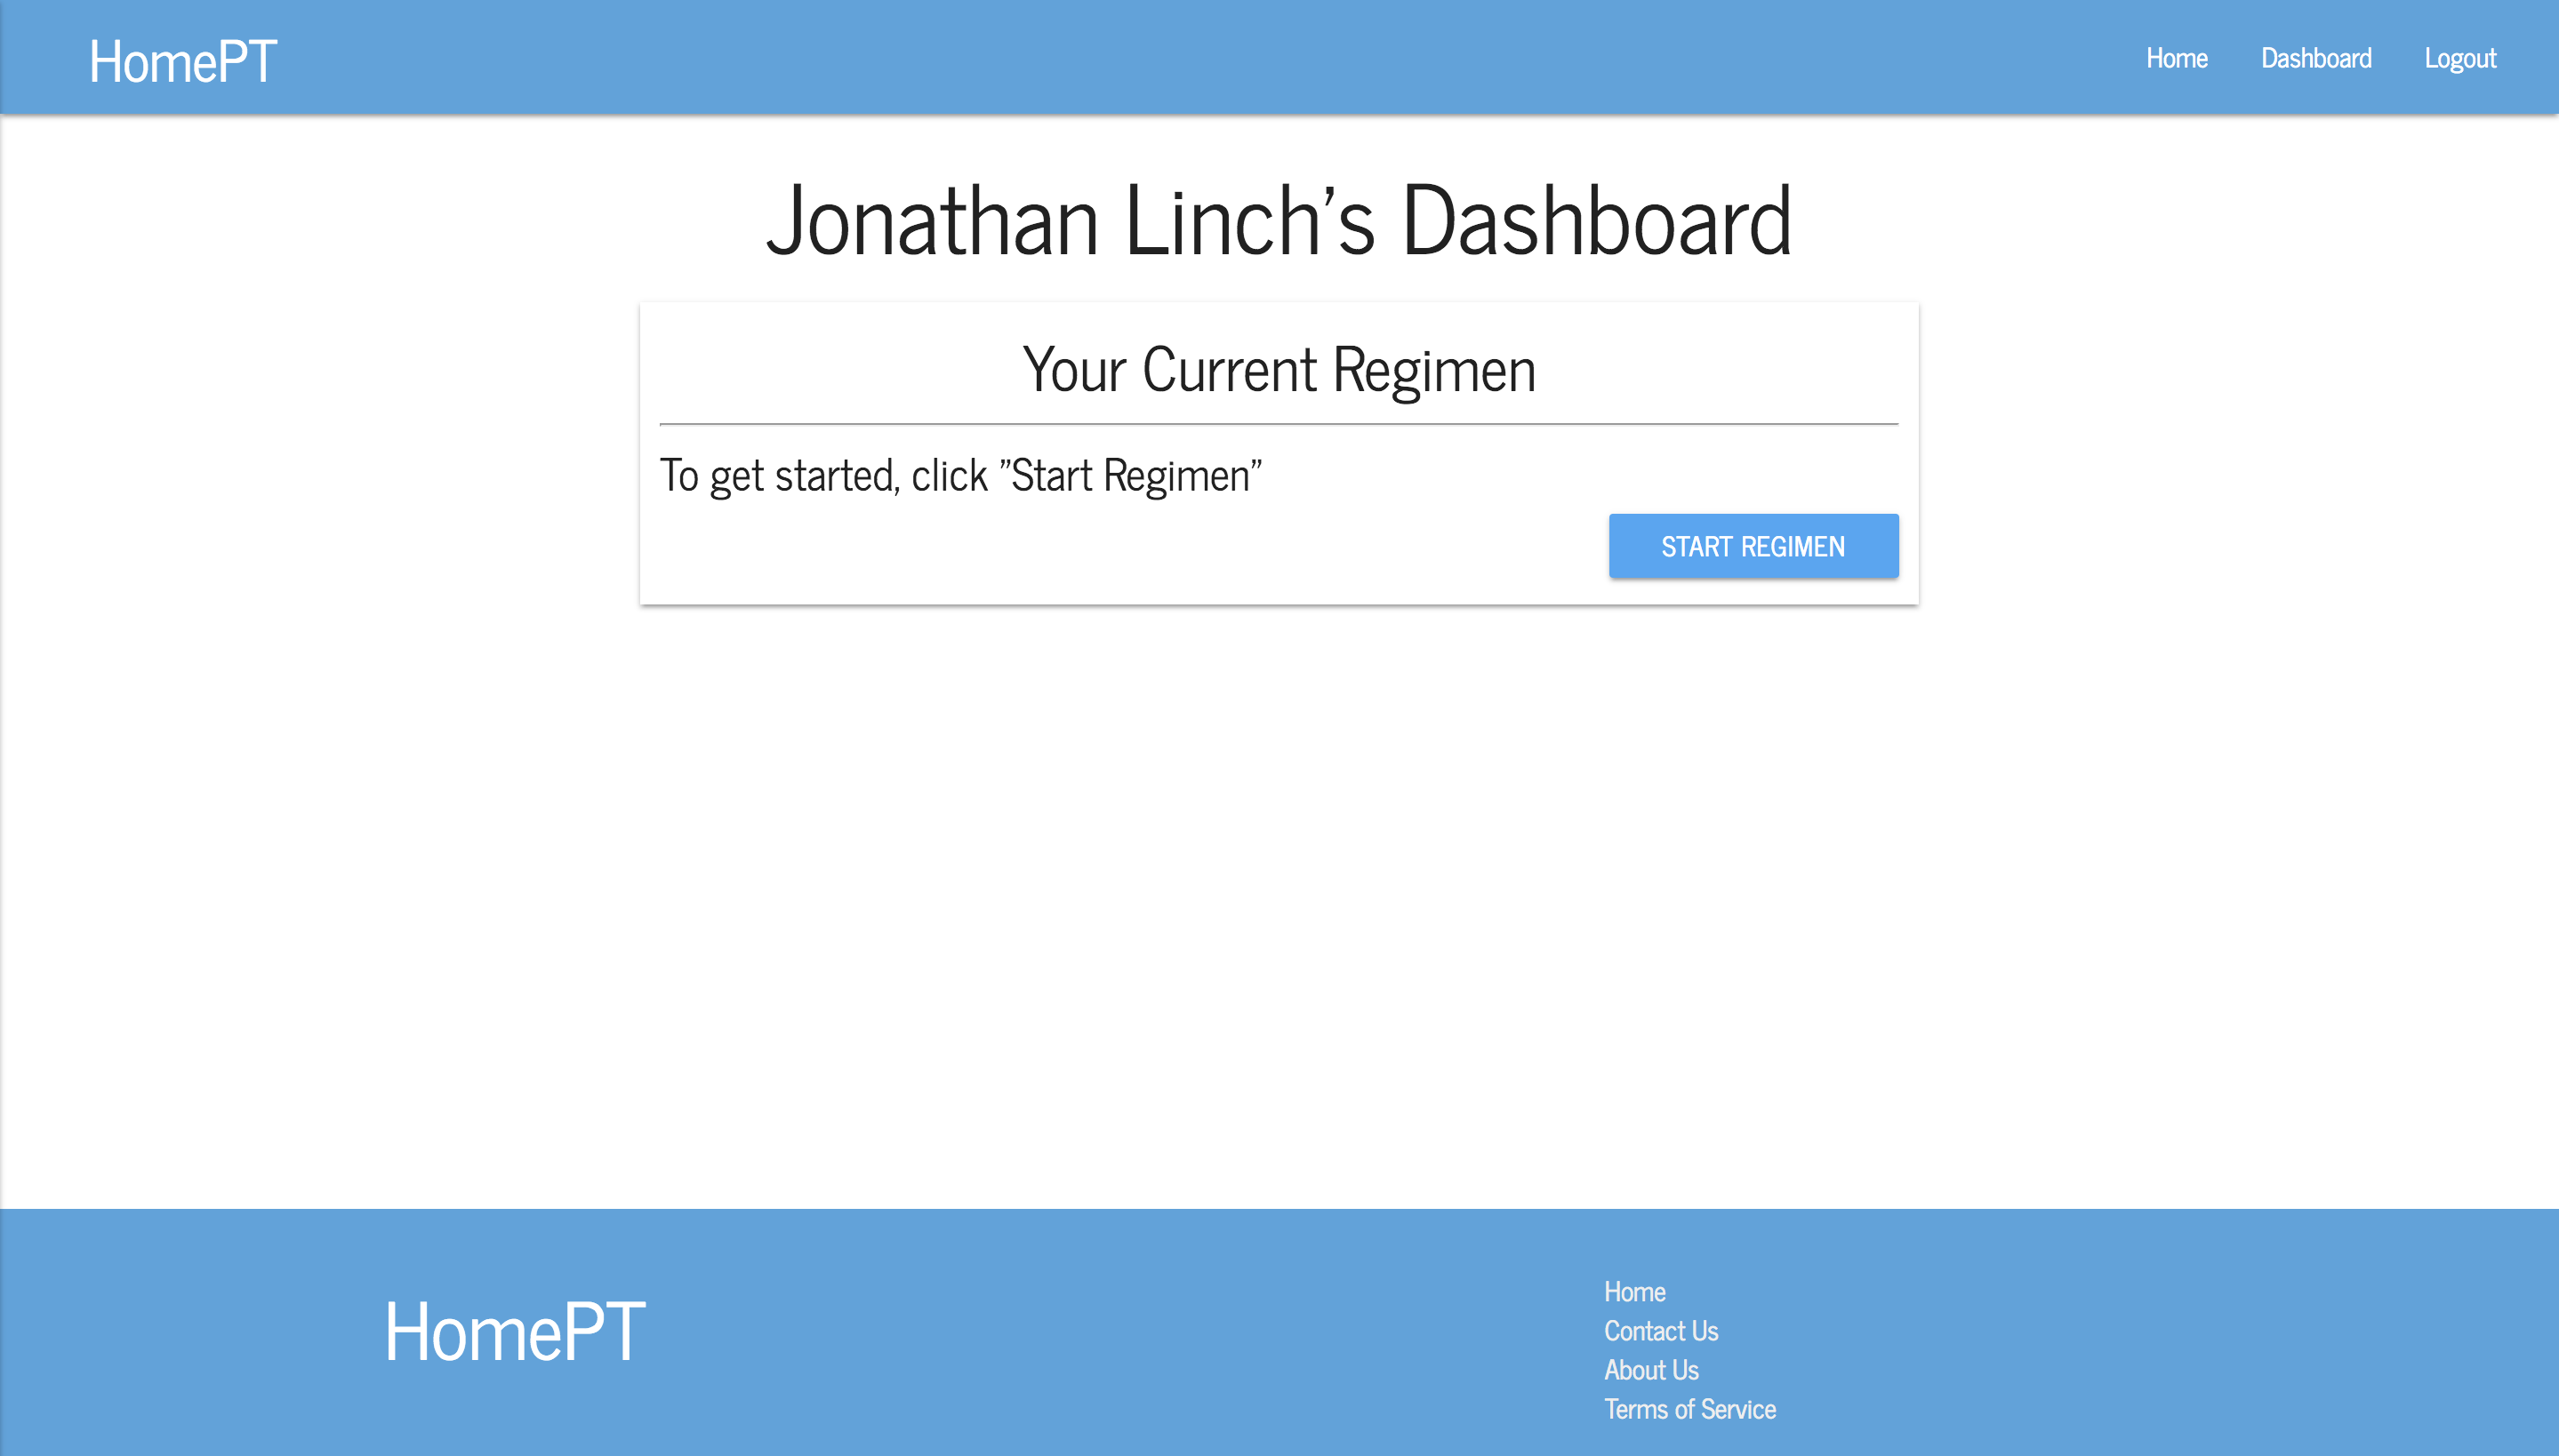 HomePT
Home Dashboard Logout
Jonathan Linch's Dashboard
Your Current Regimen
To get started, click "Start Regimen"
START REGIMEN
HomePT
Home
Contact Us
About Us
Terms of Service